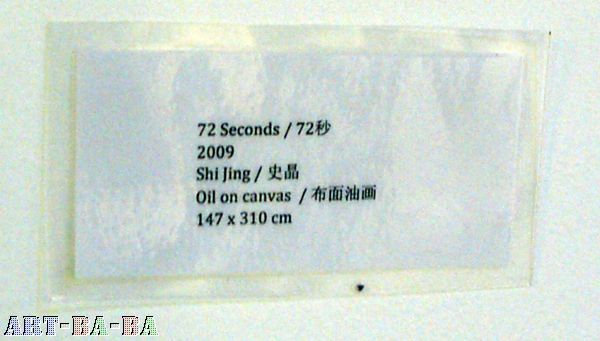 72 Seconds / 72秒
2009
Shi Jing / 史晶
Oil on canvas / 布面油画
147 x 310 cm
ART-BA-BA